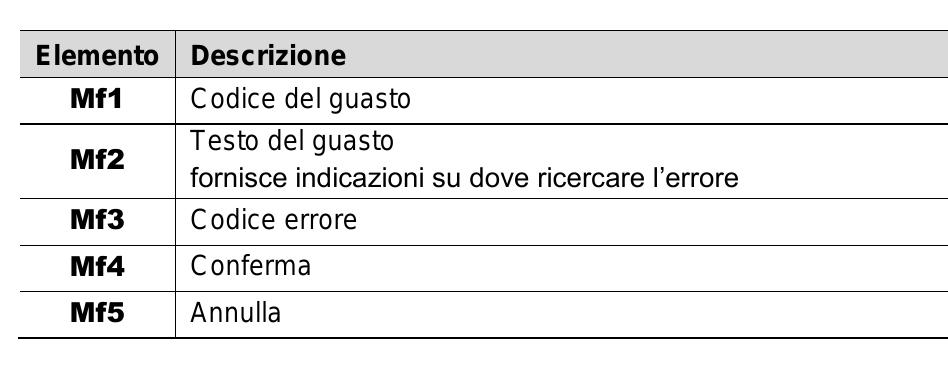 Elemento Descrizione
Mf1 Codice del guasto
Mf2 Testo del guasto
fornisce indicazioni su dove ricercare l’errore
Mf3 Codice errore
Mf4 Conferma
Mf5 Annulla